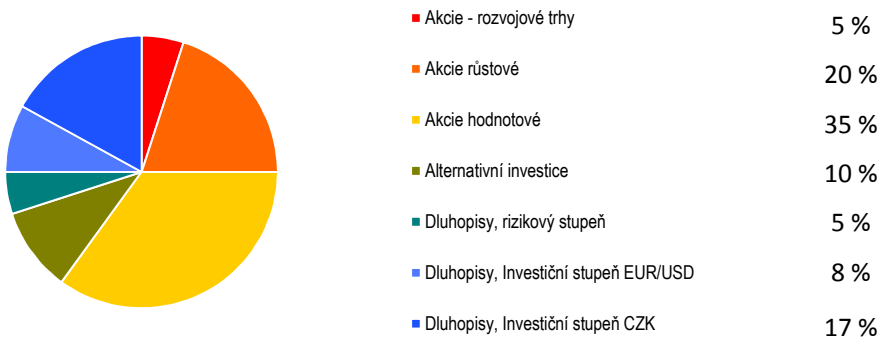 Akcie - rozvojové trhy 5 %
Akcie růstové 20 %
Akcie hodnotové 35 %
Alternativní investice 10 %
Dluhopisy, rizikový stupeň 5 %
Dluhopisy, Investiční stupeň EUR/USD 8 %
Dluhopisy, Investiční stupeň CZK 17 %